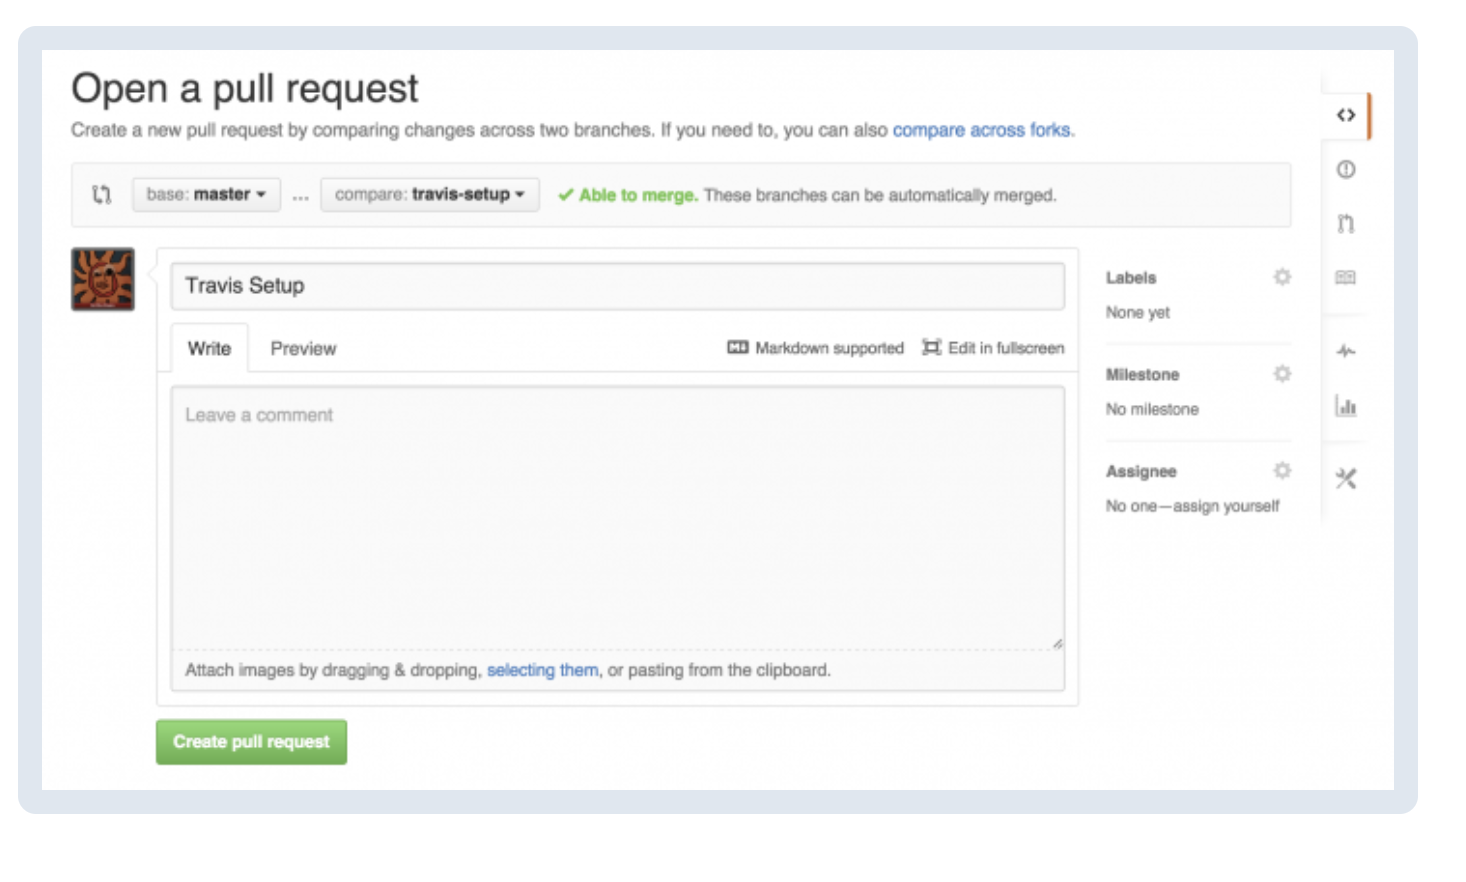 Open a pull request
Create a new pull request by comparing changes across two branches. If you need to, you can also compare across forks.
base: master ... compare: travis-setup ✓ Able to merge. These branches can be automatically merged.
Travis Setup
Write Preview Markdown supported Edit in fullscreen
Leave a comment
Attach images by dragging & dropping, selecting them, or pasting from the clipboard.
Create pull request
Labels
None yet
Milestone
No milestone
Assignee
No one—assign yourself